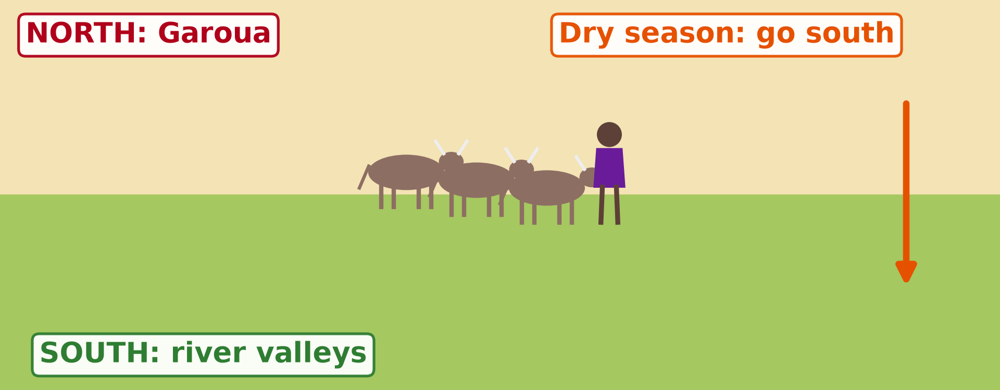 NORTH: Garoua
Dry season: go south
SOUTH: river valleys